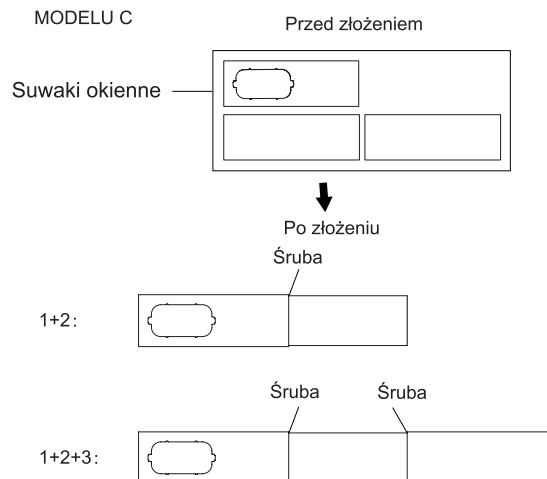 MODELU C
Przed złożeniem
Suwaki okienne
Po złożeniu
Śruba
1+2:
Śruba Śruba
1+2+3: